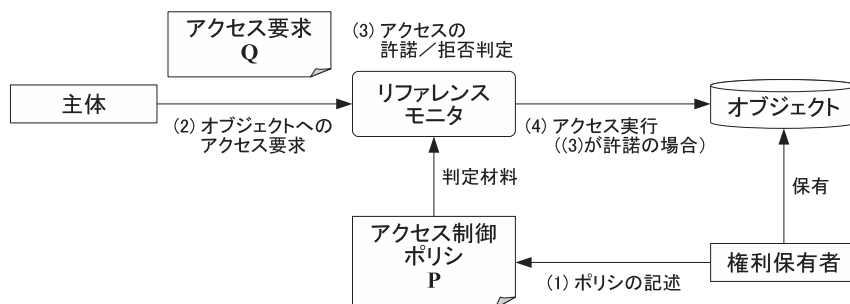 アクセス要求
Q
(3) アクセスの
許諾／拒否判定
主体
リファレンス
モニタ
オブジェクト
(2) オブジェクトへの
アクセス要求
(4) アクセス実行
((3)が許諾の場合)
判定材料
保有
アクセス制御
ポリシ
P
権利保有者
(1) ポリシの記述